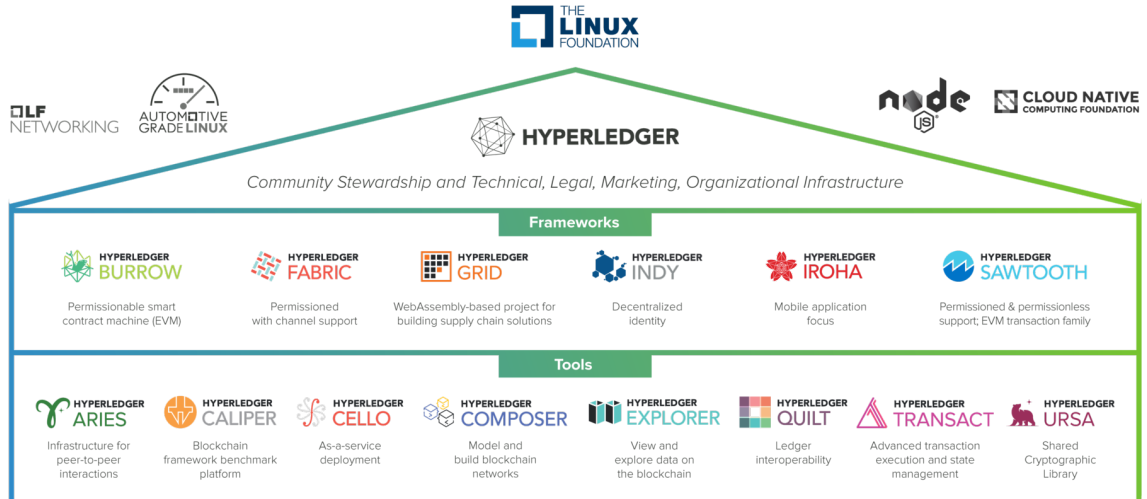 THE
LINUX
FOUNDATION
LF
NETWORKING
AUTOMOTIVE
GRADE LINUX
node
JS
CLOUD NATIVE
COMPUTING FOUNDATION
HYPERLEDGER
Community Stewardship and Technical, Legal, Marketing, Organizational Infrastructure
Frameworks
HYPERLEDGER
BURROW
Permissionable smart
contract machine (EVM)
HYPERLEDGER
FABRIC
Permissioned
with channel support
HYPERLEDGER
GRID
WebAssembly-based project for
building supply chain solutions
HYPERLEDGER
INDY
Decentralized
identity
HYPERLEDGER
IROHA
Mobile application
focus
HYPERLEDGER
SAWTOOTH
Permissioned & permissionless
support; EVM transaction family
Tools
HYPERLEDGER
ARIES
Infrastructure for
peer-to-peer
interactions
HYPERLEDGER
CALIPER
Blockchain
framework benchmark
platform
HYPERLEDGER
CELLO
As-a-service
deployment
HYPERLEDGER
COMPOSER
Model and
build blockchain
networks
HYPERLEDGER
EXPLORER
View and
explore data on
the blockchain
HYPERLEDGER
QUILT
Ledger
interoperability
HYPERLEDGER
TRANSACT
Advanced transaction
execution and state
management
HYPERLEDGER
URSA
Shared
Cryptographic
Library